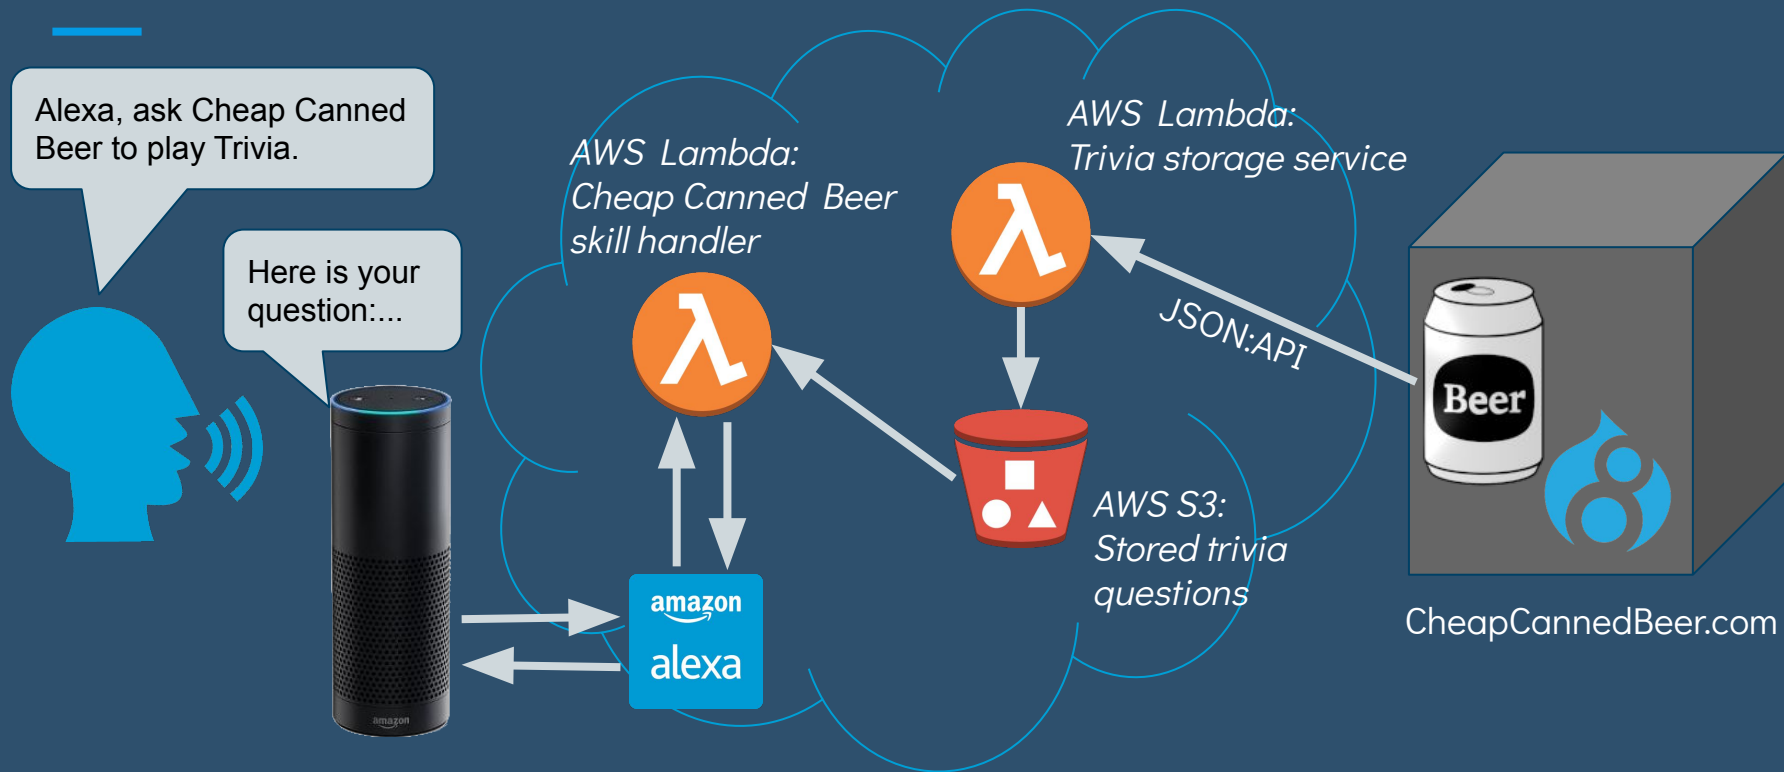 Alexa, ask Cheap Canned
Beer to play Trivia.
Here is your
question:...
AWS Lambda:
Cheap Canned Beer
skill handler
AWS Lambda:
Trivia storage service
JSON:API
Beer
AWS S3:
Stored trivia
questions
CheapCannedBeer.com
amazon
alexa
amazon